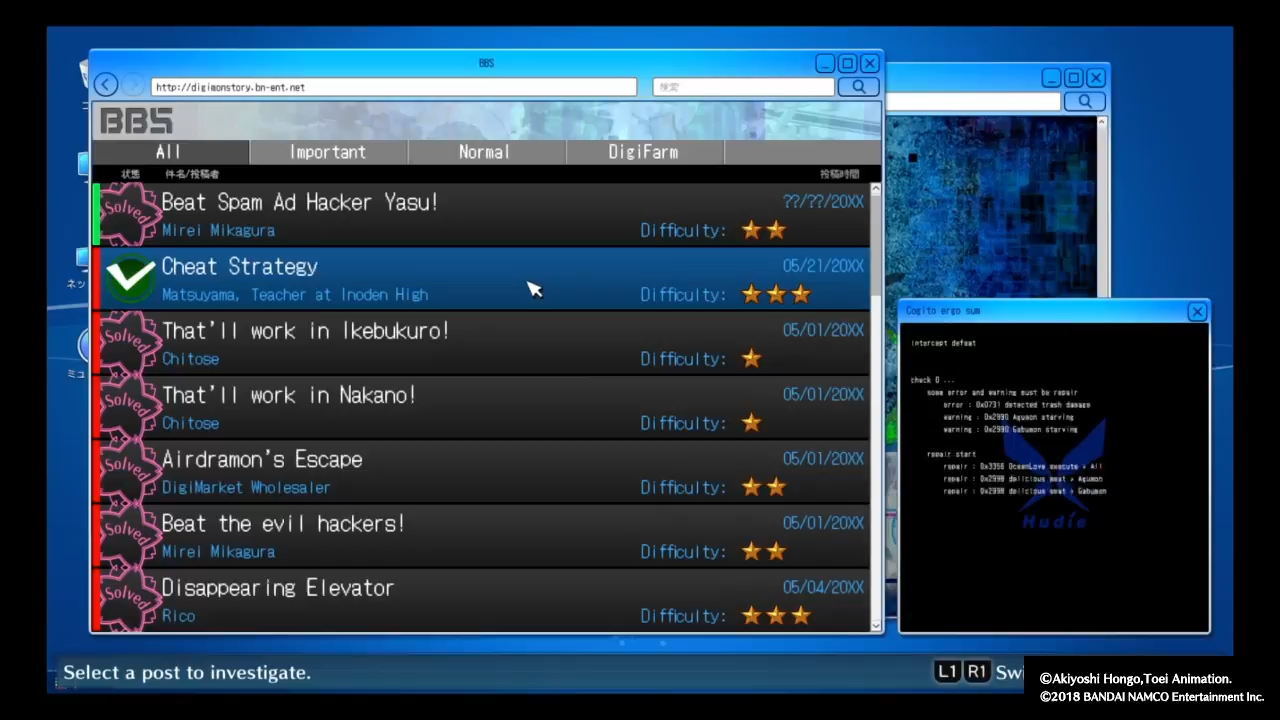 BBS
http://digimonstory.bn-ent.net
検索
BBS
All Important Normal DigiFarm
状態 件名/投稿者 投稿時間
Solved Beat Spam Ad Hacker Yasu! ??/??/20XX
Mirei Mikagura Difficulty:
Cheat Strategy 05/21/20XX
Matsuyama, Teacher at Inoden High Difficulty:
Solved That'll work in Ikebukuro! 05/01/20XX
Chitose Difficulty:
Solved That'll work in Nakano! 05/01/20XX
Chitose Difficulty:
Solved Airdramon's Escape 05/01/20XX
DigiMarket Wholesaler Difficulty:
Solved Beat the evil hackers! 05/01/20XX
Mirei Mikagura Difficulty:
Solved Disappearing Elevator 05/04/20XX
Rico Difficulty:
ネッ
ミュ
Cogito ergo sum
intercept defeat
check 0 ...
some error and warning must be repair
error : 0x0731 detected trash damage
warning : 0x2990 Agumon starving
warning : 0x2990 Gabumon starving
repair start
repair : 0x3356 OceanLove execute > All
repair : 0x2998 delicious meat > Agumon
repair : 0x2998 delicious meat > Gabumon
Hudie
Select a post to investigate.
L1 R1
©Akiyoshi Hongo,Toei Animation.
©2018 BANDAI NAMCO Entertainment Inc.